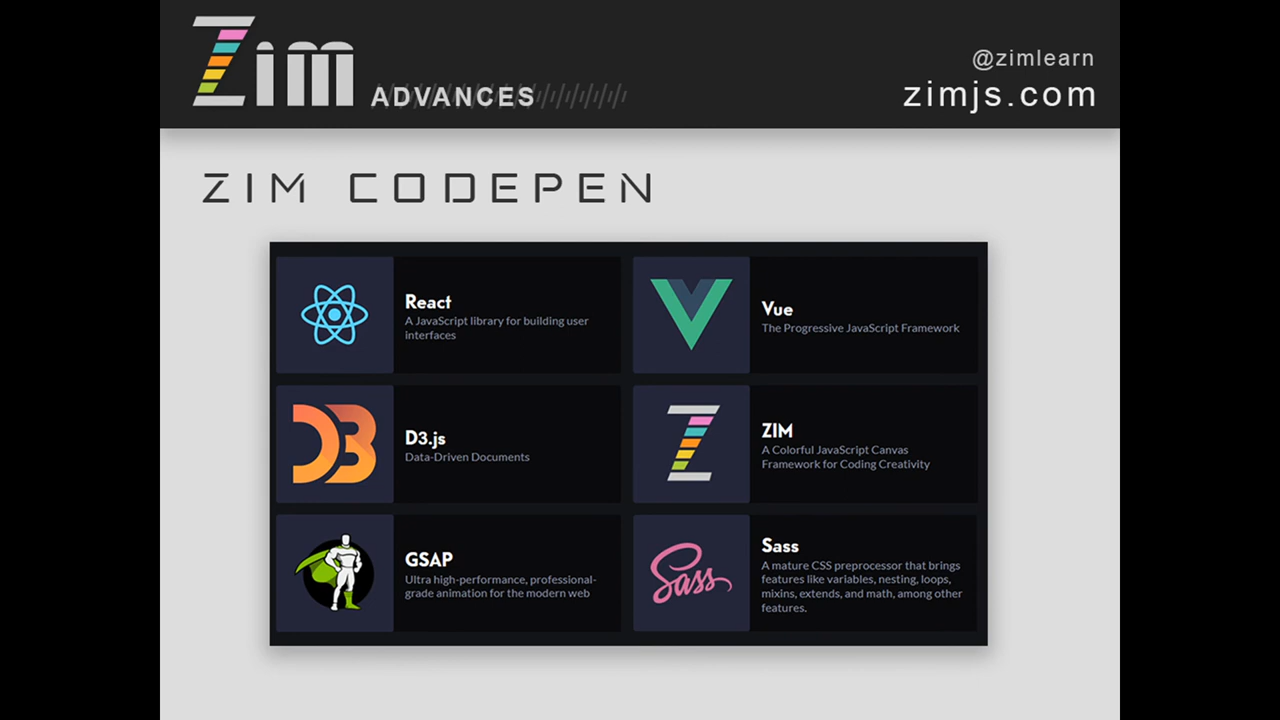 Zim ADVANCES
@zimlearn
zimjs.com
ZIM CODEPEN
React
A JavaScript library for building user
interfaces
Vue
The Progressive JavaScript Framework
D3
D3.js
Data-Driven Documents
Z
ZIM
A Colorful JavaScript Canvas
Framework for Coding Creativity
GSAP
Ultra high-performance, professional-
grade animation for the modern web
Sass
Sass
A mature CSS preprocessor that brings
features like variables, nesting, loops,
mixins, extends, and math, among other
features.